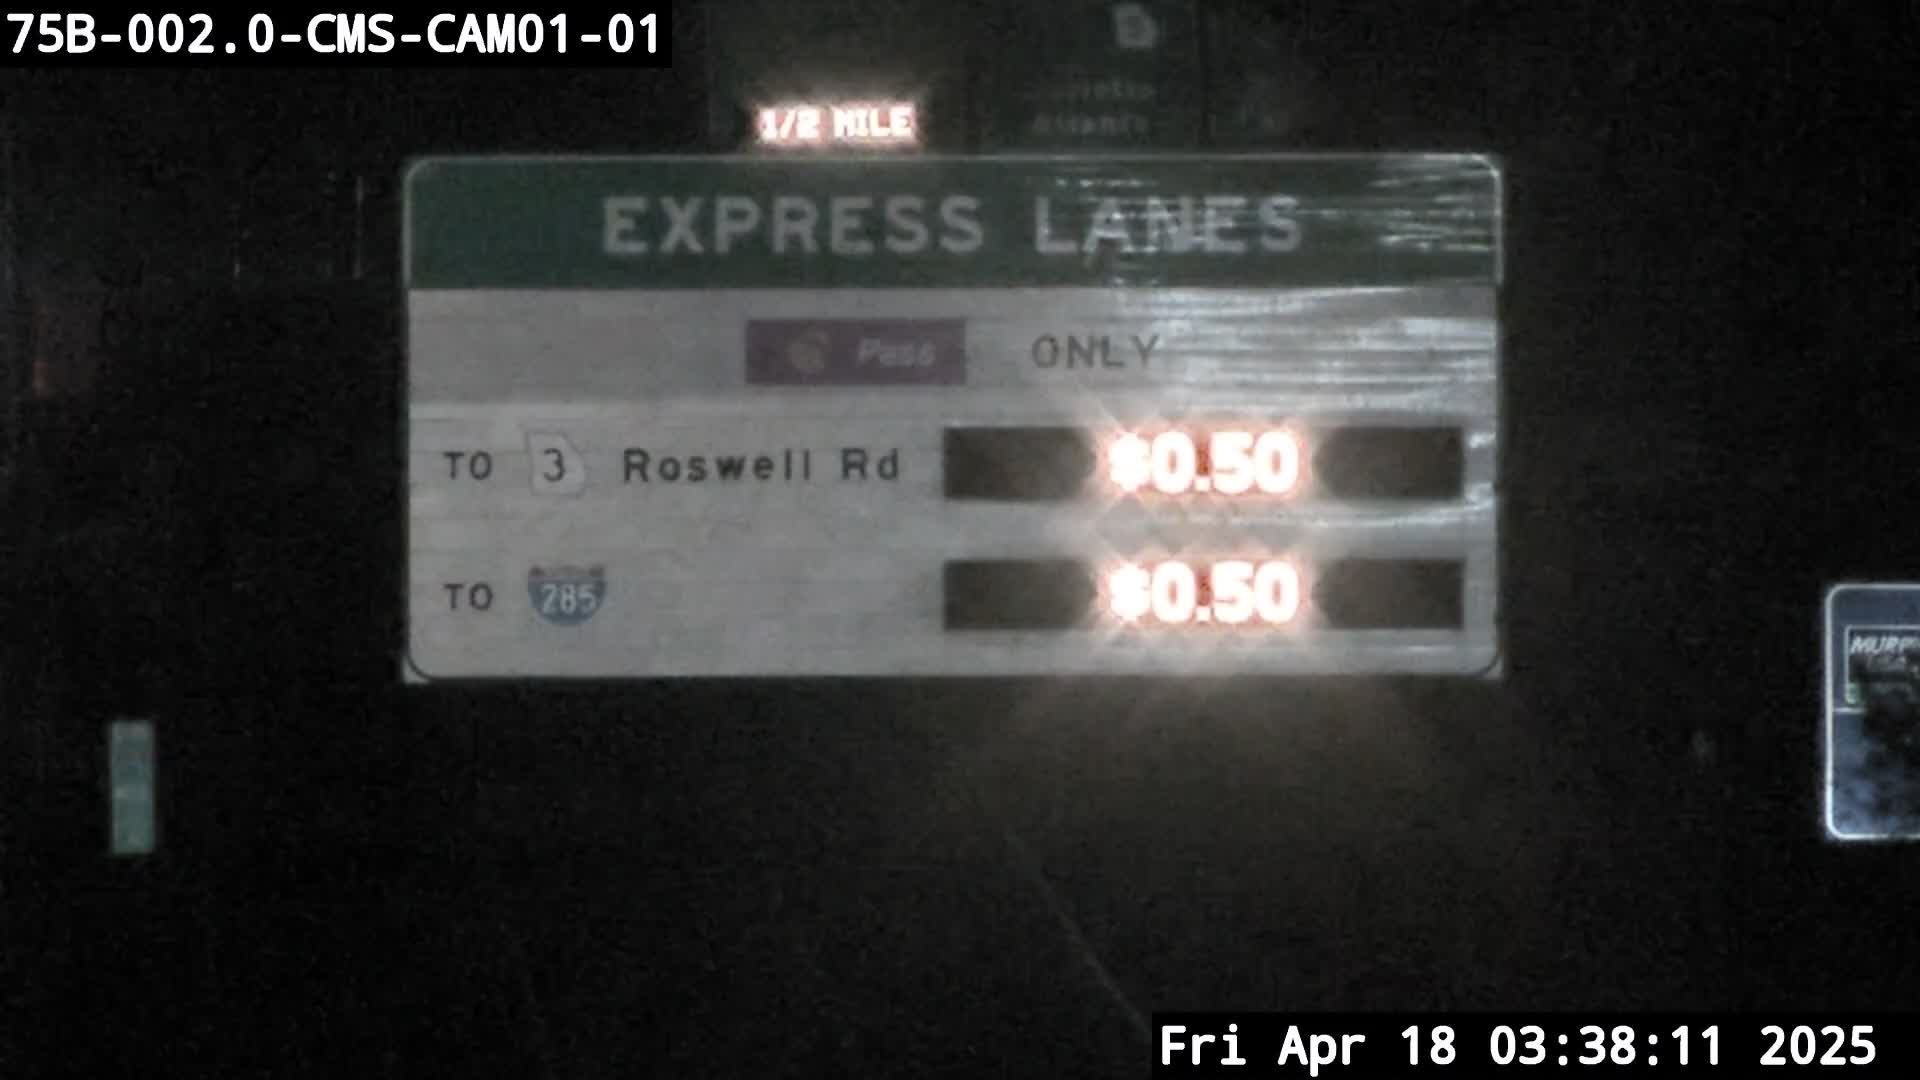 75B-002.0-CMS-CAM01-01
1/2 MILE
EXPRESS LANES
Pass ONLY
TO 3 Roswell Rd $0.50
TO 285 $0.50
Fri Apr 18 03:38:11 2025